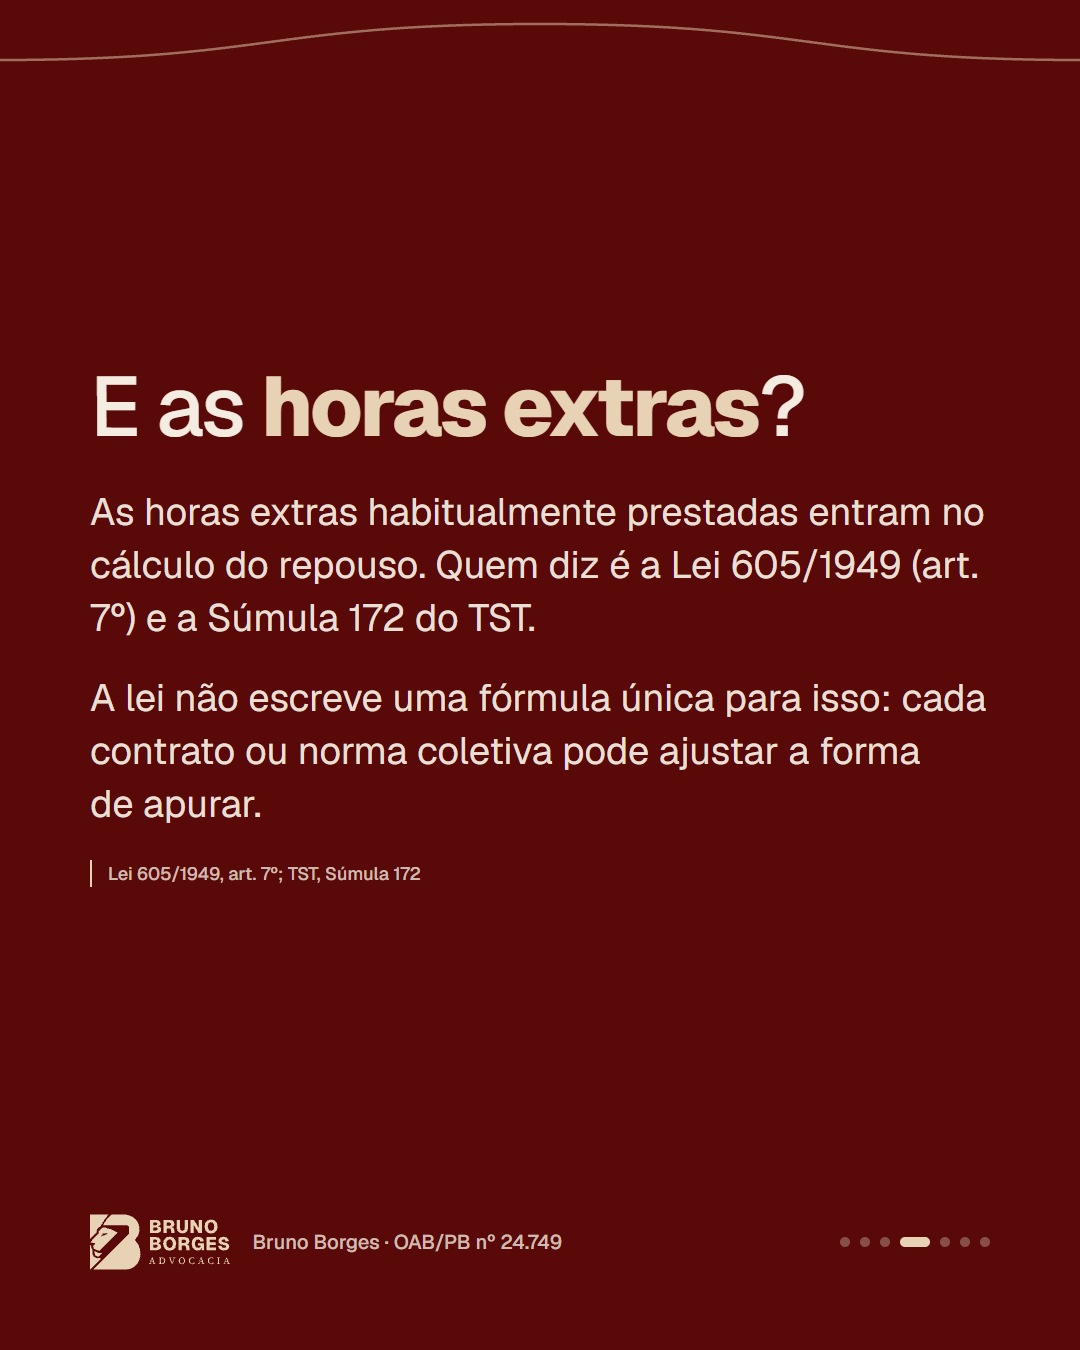 E as horas extras?
As horas extras habitualmente prestadas entram no
cálculo do repouso. Quem diz é a Lei 605/1949 (art.
7º) e a Súmula 172 do TST.
A lei não escreve uma fórmula única para isso: cada
contrato ou norma coletiva pode ajustar a forma
de apurar.
Lei 605/1949, art. 7º; TST, Súmula 172
BRUNO
BORGES
ADVOCACIA
Bruno Borges · OAB/PB nº 24.749